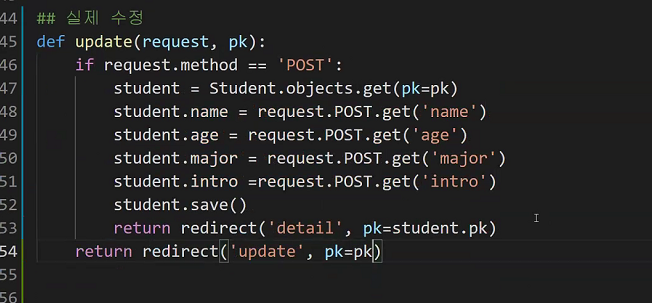 44 ## 실제 수정
45 def update(request, pk):
46     if request.method == 'POST':
47         student = Student.objects.get(pk=pk)
48         student.name = request.POST.get('name')
49         student.age = request.POST.get('age')
50         student.major = request.POST.get('major')
51         student.intro =request.POST.get('intro')
52         student.save()
53         return redirect('detail', pk=student.pk)
54     return redirect('update', pk=pk)
55
56